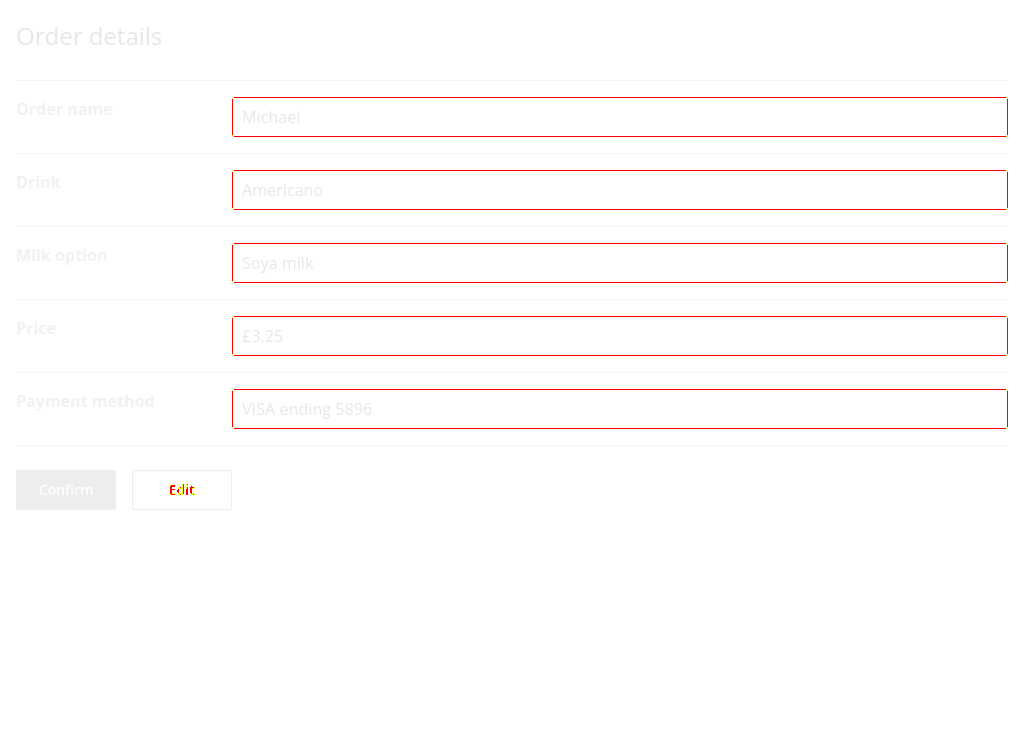 Order details
Order name
Michael
Drink
Americano
Milk option
Soya milk
Price
£3.25
Payment method
VISA ending 5896
Confirm
Edit